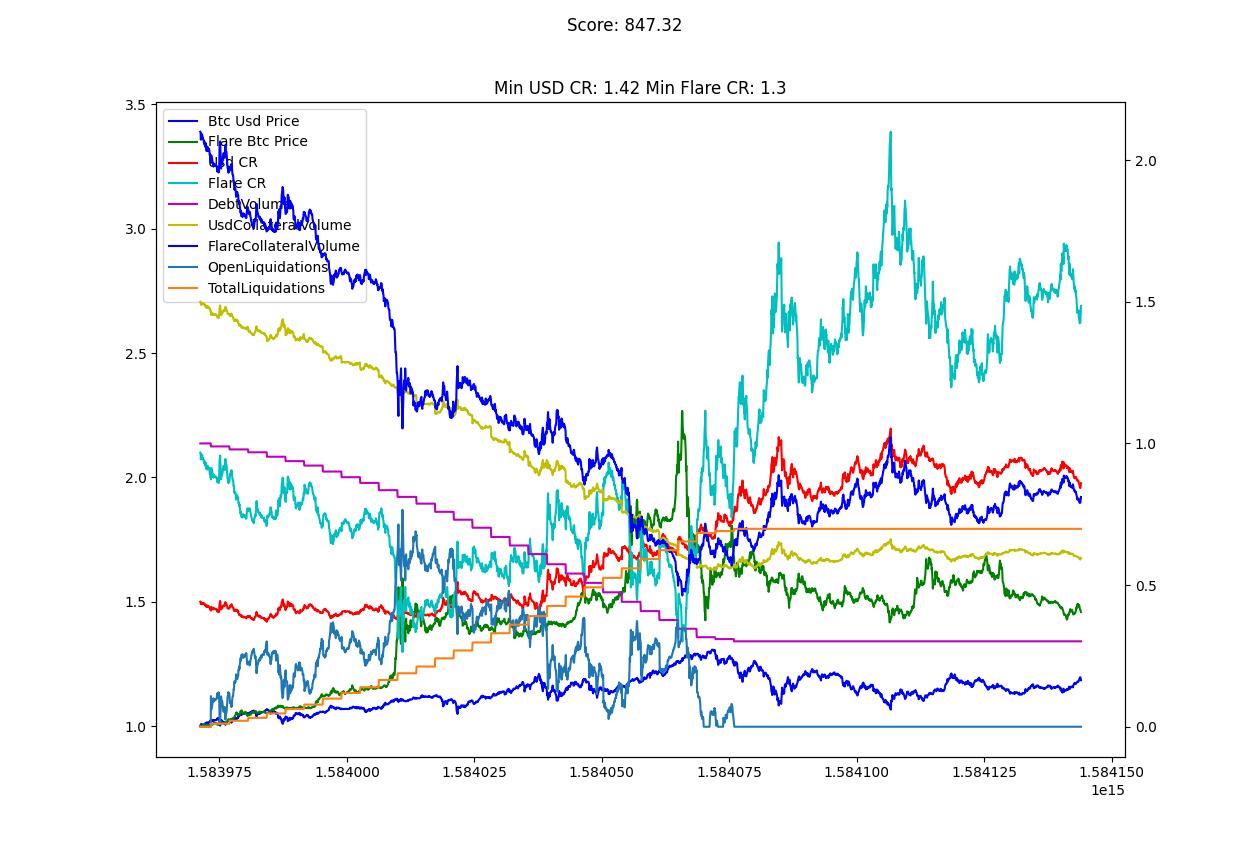 Score: 847.32
Min USD CR: 1.42 Min Flare CR: 1.3
3.5
3.0
2.5
2.0
1.5
1.0
Btc Usd Price
Flare Btc Price
Usd CR
Flare CR
DebtVolume
UsdCollateralVolume
FlareCollateralVolume
OpenLiquidations
TotalLiquidations
2.0
1.5
1.0
0.5
0.0
1.583975 1.584000 1.584025 1.584050 1.584075 1.584100 1.584125 1.584150
1e15